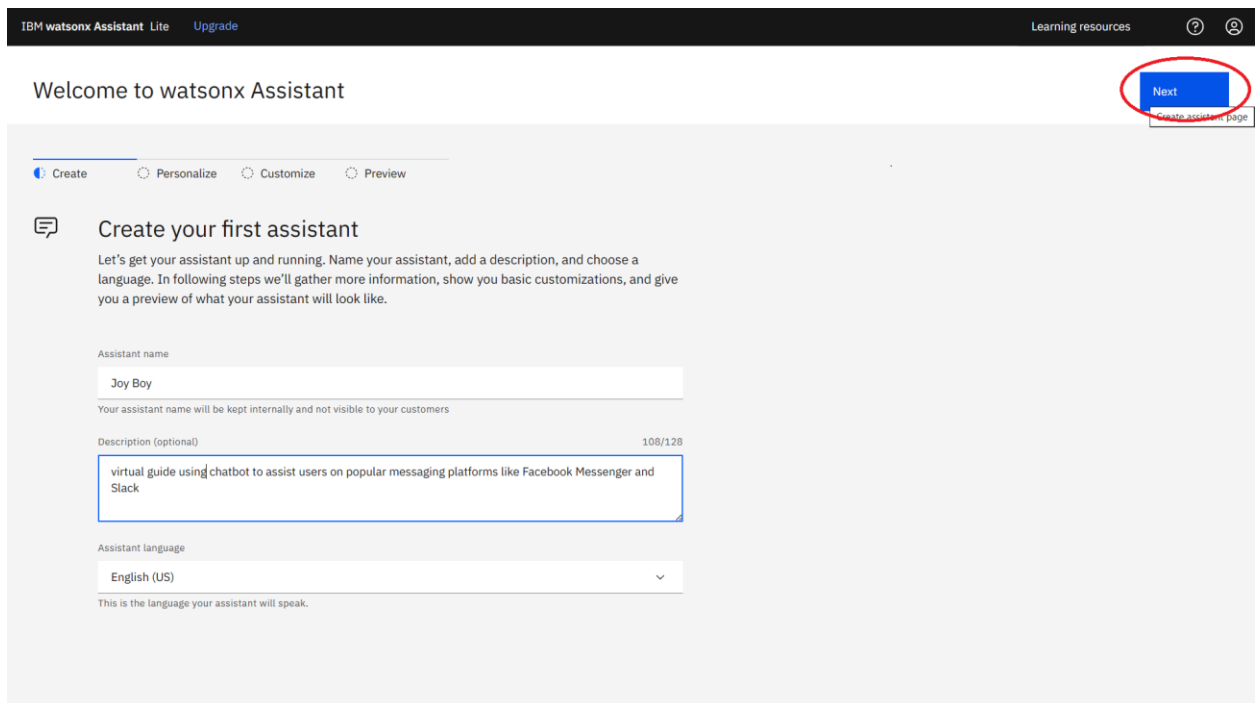 IBM watsonx Assistant Lite Upgrade Learning resources
Welcome to watsonx Assistant
Next
Create assistant page
Create Personalize Customize Preview
Create your first assistant
Let's get your assistant up and running. Name your assistant, add a description, and choose a
language. In following steps we'll gather more information, show you basic customizations, and give
you a preview of what your assistant will look like.
Assistant name
Joy Boy
Your assistant name will be kept internally and not visible to your customers
Description (optional) 108/128
virtual guide using chatbot to assist users on popular messaging platforms like Facebook Messenger and
Slack
Assistant language
English (US)
This is the language your assistant will speak.